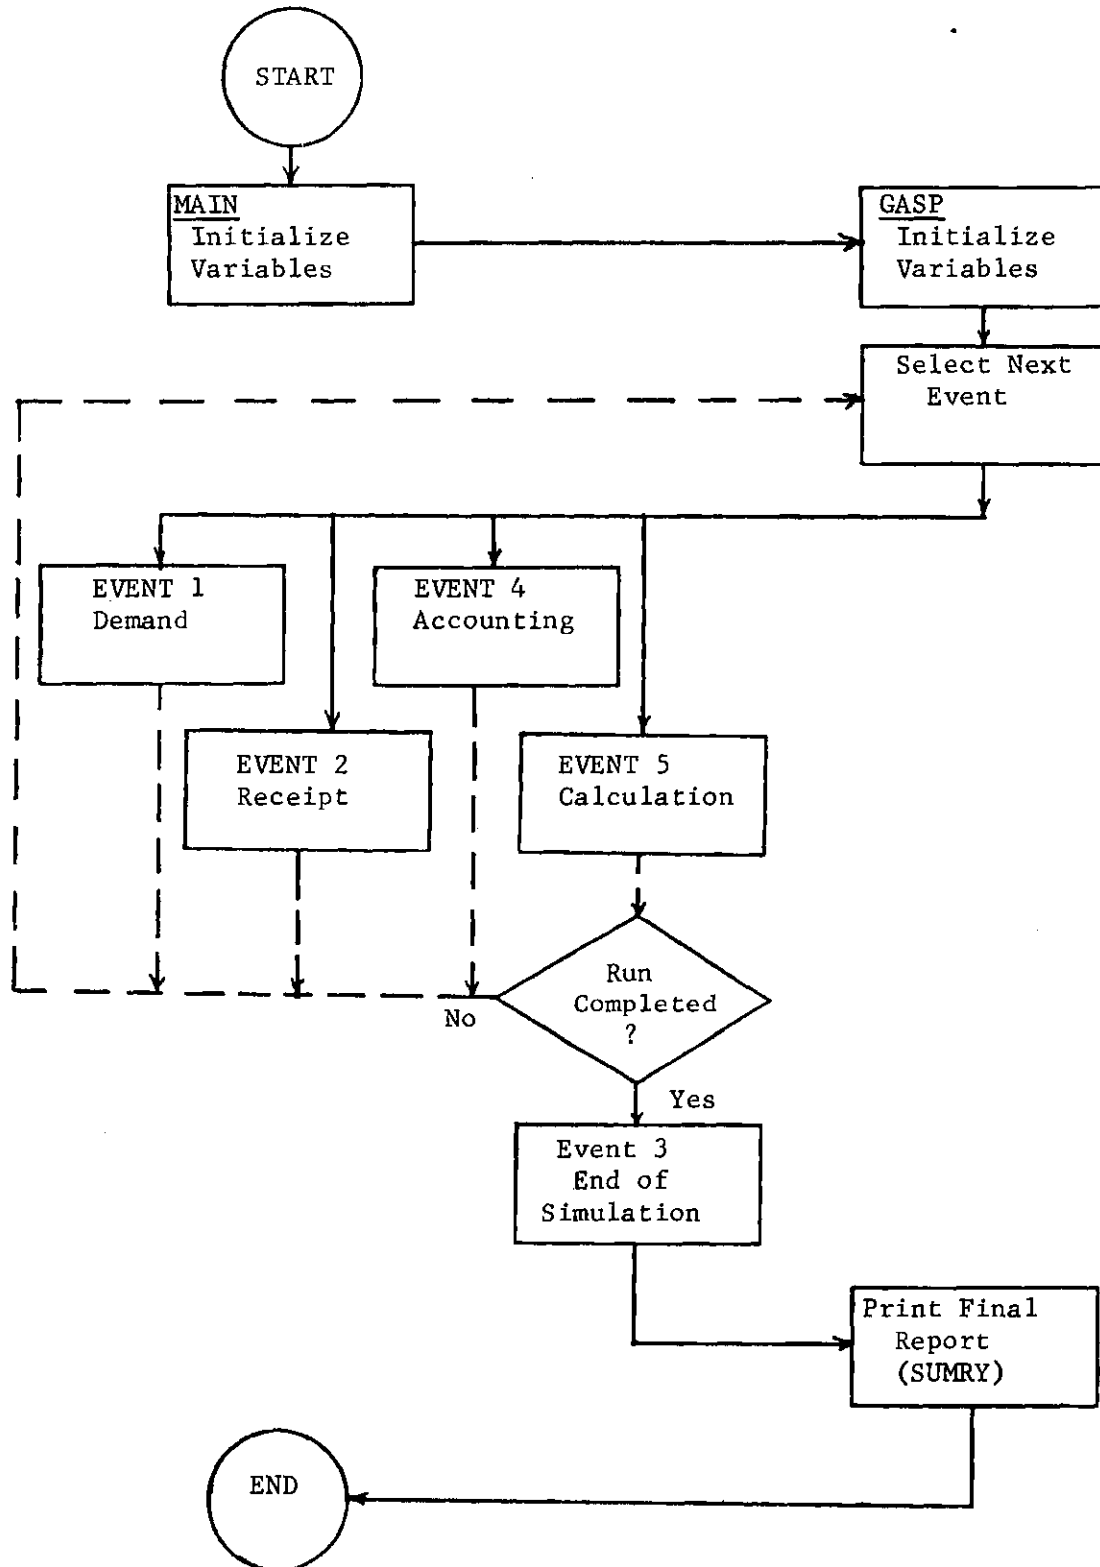 START
MAIN
Initialize
Variables
GASP
Initialize
Variables
Select Next
Event
EVENT 1
Demand
EVENT 4
Accounting
EVENT 2
Receipt
EVENT 5
Calculation
Run
Completed
?
No
Yes
Event 3
End of
Simulation
Print Final
Report
(SUMRY)
END